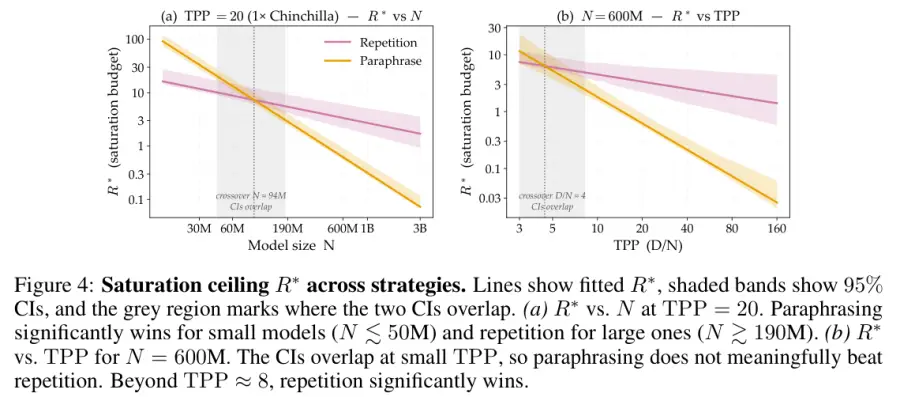 (a) TPP = 20 (1× Chinchilla) — R* vs N
100
30
10
3
1
0.3
0.1
R* (saturation budget)
Repetition
Paraphrase
crossover N = 94M
CIs overlap
30M 60M 190M 600M 1B 3B
Model size N
(b) N = 600M — R* vs TPP
30
10
3
1
0.3
0.1
0.03
R* (saturation budget)
crossover D/N = 4
CIs overlap
3 5 10 20 40 80 160
TPP (D/N)
Figure 4: Saturation ceiling R* across strategies. Lines show fitted R*, shaded bands show 95%
CIs, and the grey region marks where the two CIs overlap. (a) R* vs. N at TPP = 20. Paraphrasing
significantly wins for small models (N ≲ 50M) and repetition for large ones (N ≳ 190M). (b) R*
vs. TPP for N = 600M. The CIs overlap at small TPP, so paraphrasing does not meaningfully beat
repetition. Beyond TPP ≈ 8, repetition significantly wins.